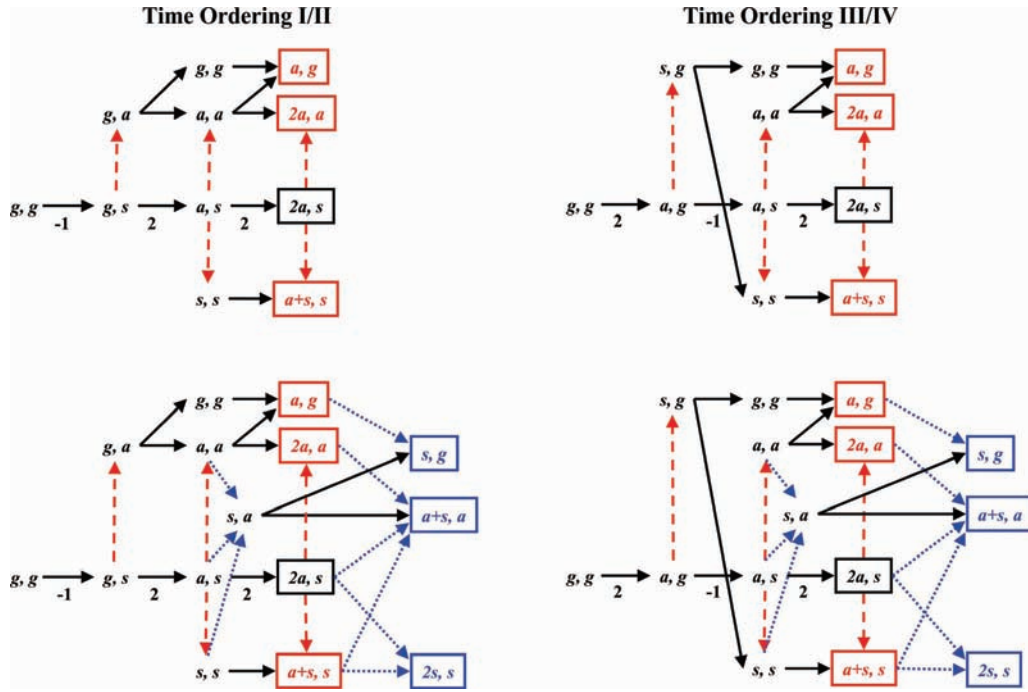 Time Ordering I/II
Time Ordering III/IV
g, g
a, g
g, a
a, a
2a, a
g, g
-1
g, s
2
a, s
2
2a, s
s, s
a+s, s
s, g
g, g
a, g
a, a
2a, a
g, g
2
a, g
-1
a, s
2
2a, s
s, s
a+s, s
g, g
a, g
g, a
a, a
2a, a
s, g
s, a
a+s, a
g, g
-1
g, s
2
a, s
2
2a, s
s, s
a+s, s
2s, s
s, g
g, g
a, g
a, a
2a, a
s, g
s, a
a+s, a
g, g
2
a, g
-1
a, s
2
2a, s
s, s
a+s, s
2s, s